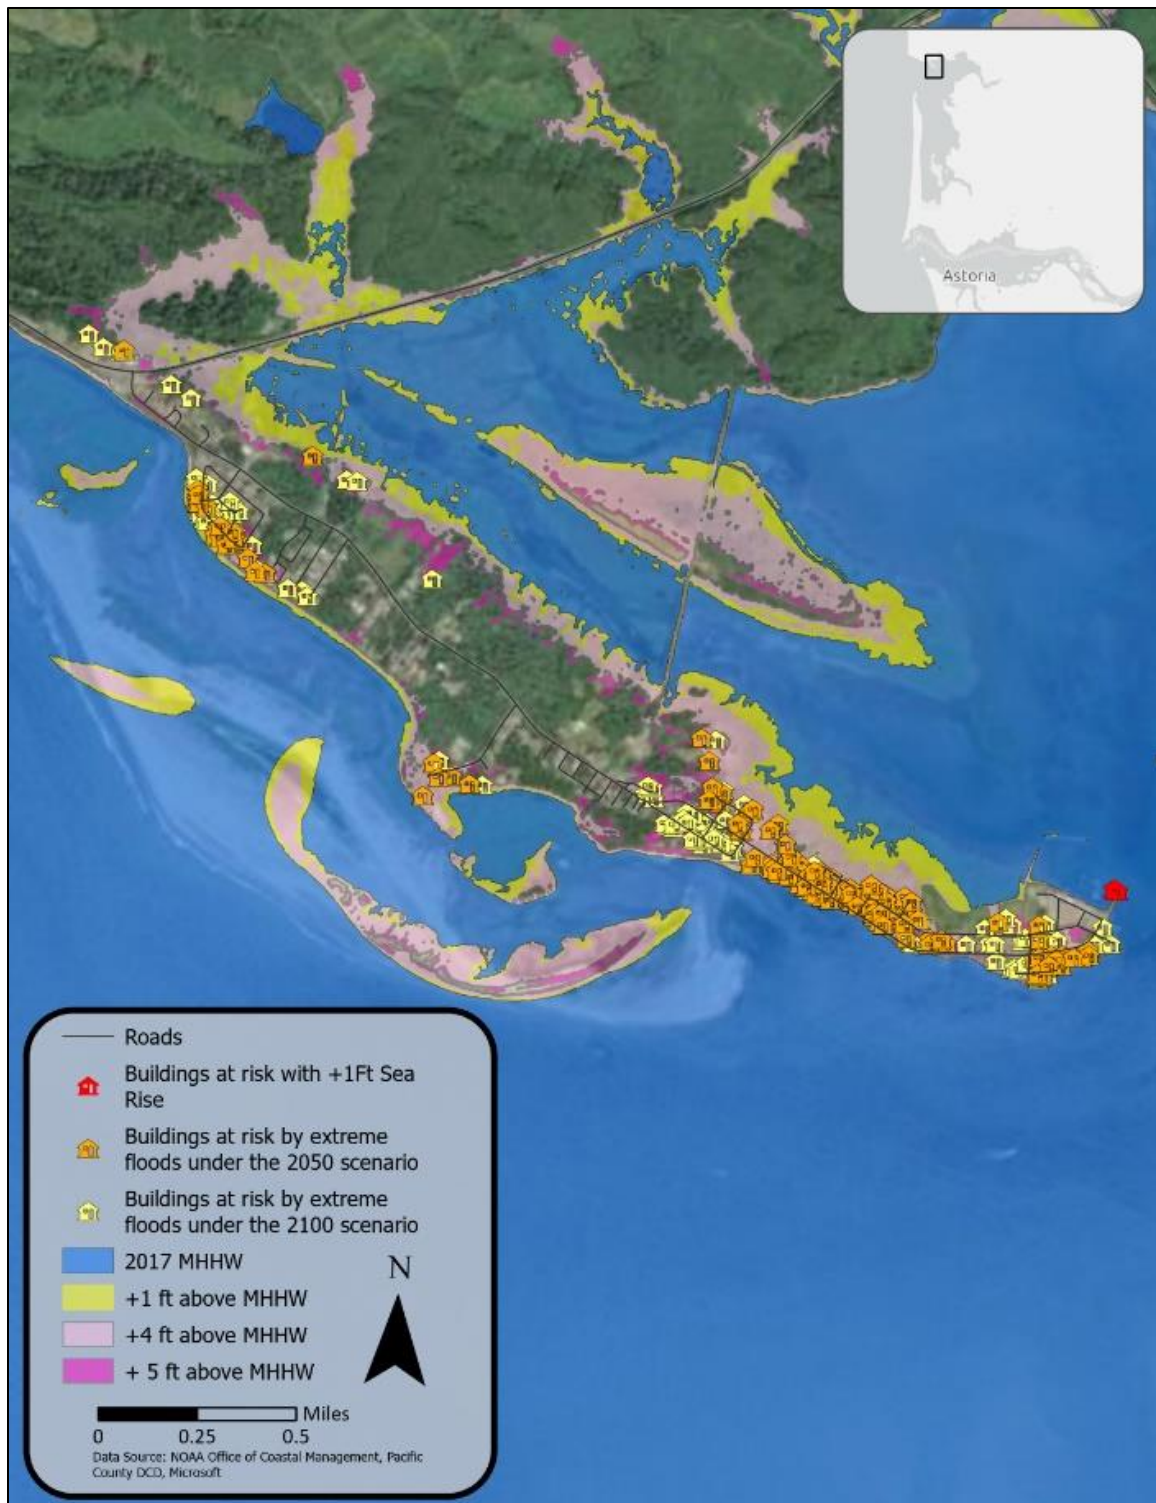 Astoria
Roads
Buildings at risk with +1Ft Sea
Rise
Buildings at risk by extreme
floods under the 2050 scenario
Buildings at risk by extreme
floods under the 2100 scenario
2017 MHHW
N
+1 ft above MHHW
+4 ft above MHHW
+ 5 ft above MHHW
Miles
0 0.25 0.5
Data Source: NOAA Office of Coastal Management, Pacific
County DCD, Microsoft